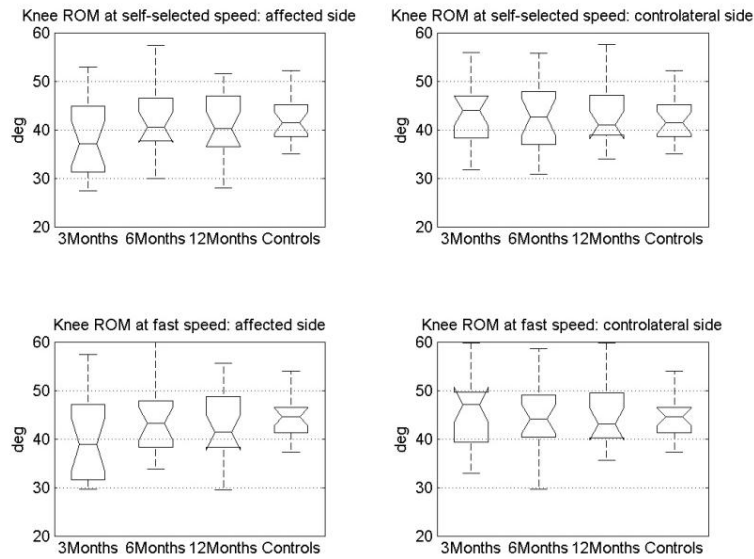 Knee ROM at self-selected speed: affected side
60
50
40
30
20
deg
3Months 6Months 12Months Controls
Knee ROM at self-selected speed: controlateral side
60
50
40
30
20
deg
3Months 6Months 12Months Controls
Knee ROM at fast speed: affected side
60
50
40
30
20
deg
3Months 6Months 12Months Controls
Knee ROM at fast speed: controlateral side
60
50
40
30
20
deg
3Months 6Months 12Months Controls